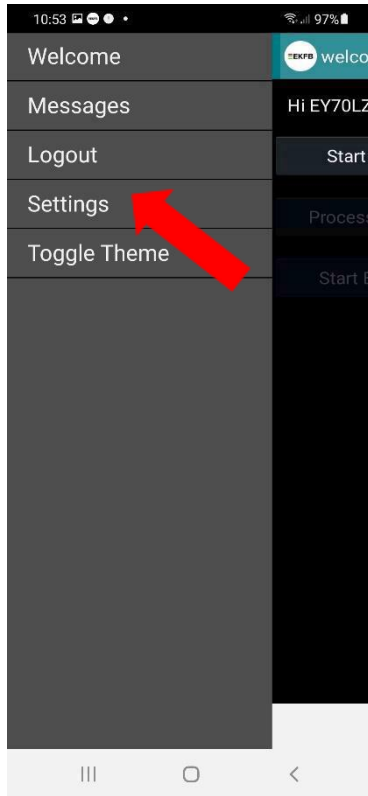 10:53
97%
Welcome
Messages
Logout
Settings
Toggle Theme
EKFB welco
Hi EY70LZ
Start
Process
Start E